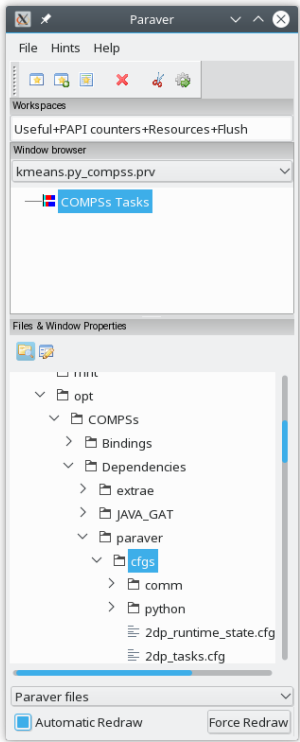 Paraver
File Hints Help
Workspaces
Useful+PAPI counters+Resources+Flush
Window browser
kmeans.py_compss.prv
COMPSs Tasks
Files & Window Properties
mnt
opt
COMPSs
Bindings
Dependencies
extrae
JAVA_GAT
paraver
cfgs
comm
python
2dp_runtime_state.cfg
2dp_tasks.cfg
Paraver files
Automatic Redraw Force Redraw